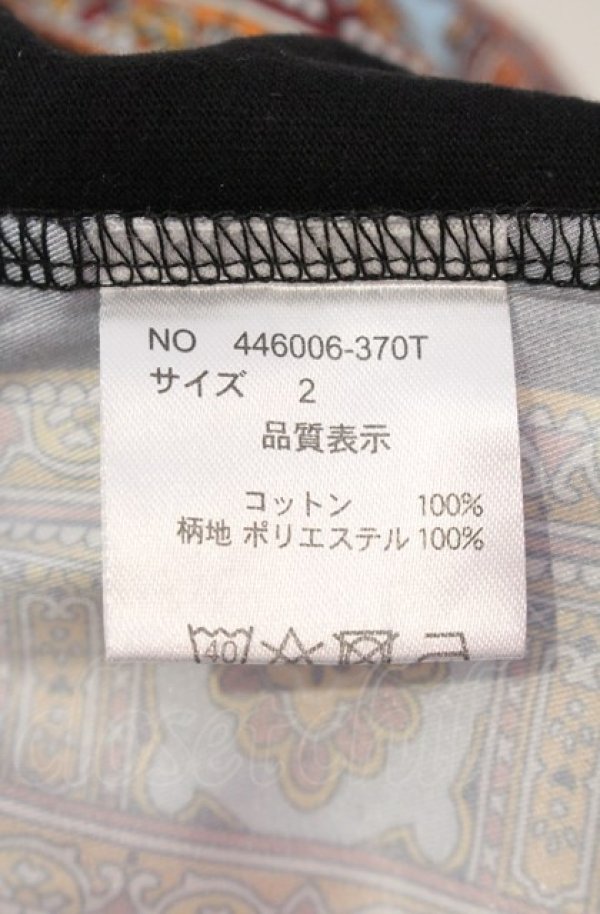 NO 446006-370T
サイズ 2
品質表示
コットン 100%
柄地 ポリエステル 100%
40